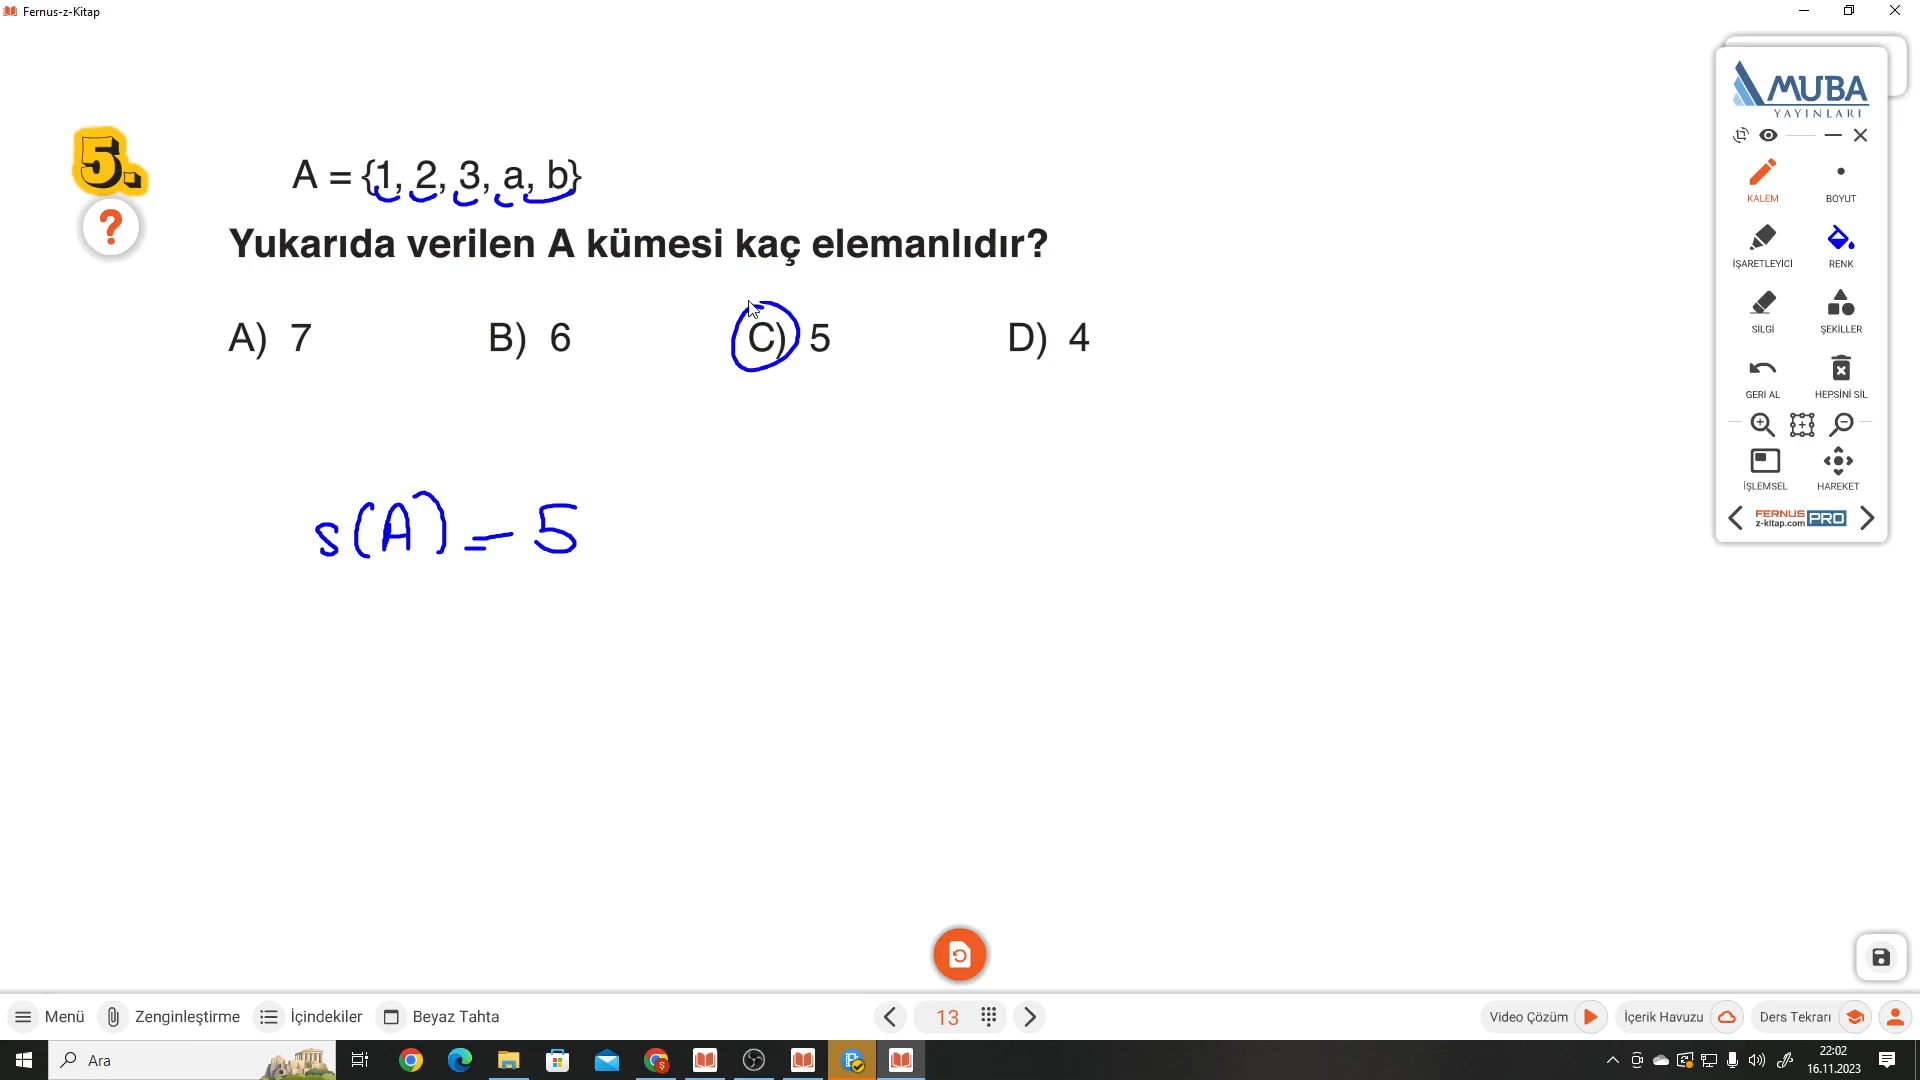 Fernus-z-Kitap
MUBA
YAYINLARI
5.
A = {1, 2, 3, a, b}
?
Yukarıda verilen A kümesi kaç elemanlıdır?
A) 7 B) 6 C) 5 D) 4
s(A) = 5
KALEM BOYUT
İŞARETLEYİCİ RENK
SİLGİ ŞEKİLLER
GERİ AL HEPSİNİ SİL
İŞLEMSEL HAREKET
FERNUS
z-kitap.com PRO
Menü Zenginleştirme İçindekiler Beyaz Tahta 13 Video Çözüm İçerik Havuzu Ders Tekrarı
Ara
22:02
16.11.2023